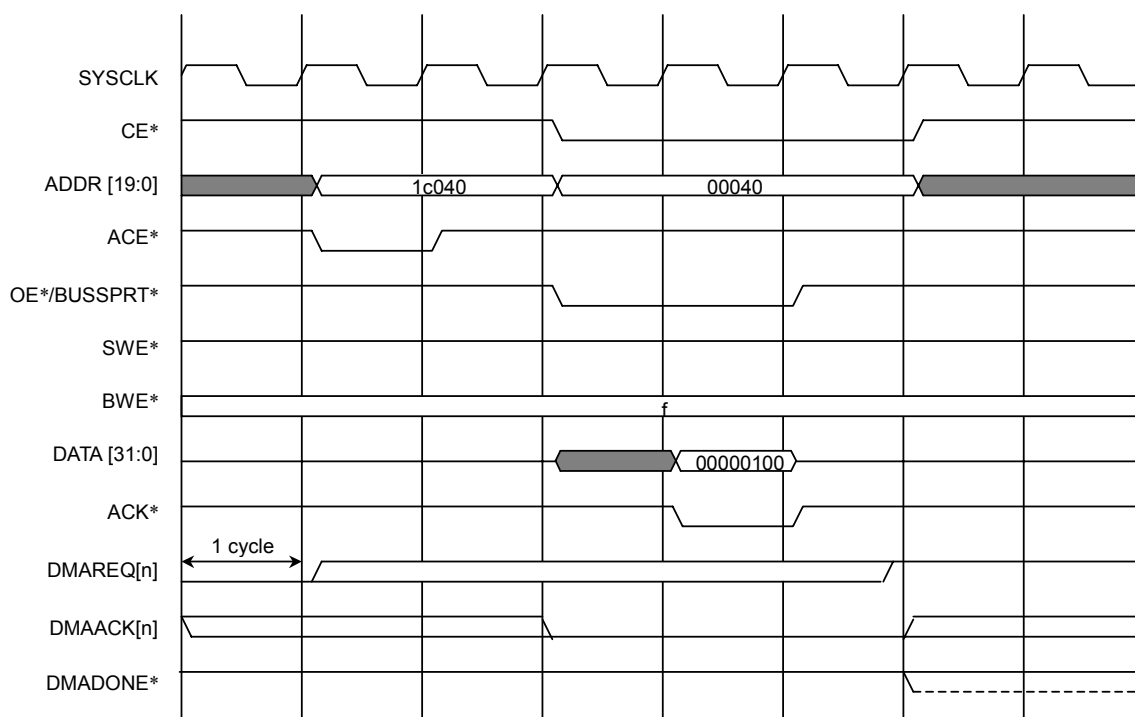 SYSCLK
CE*
ADDR [19:0]
1c040
00040
ACE*
OE*/BUSSPRT*
SWE*
BWE*
f
DATA [31:0]
00000100
ACK*
1 cycle
DMAREQ[n]
DMAACK[n]
DMADONE*